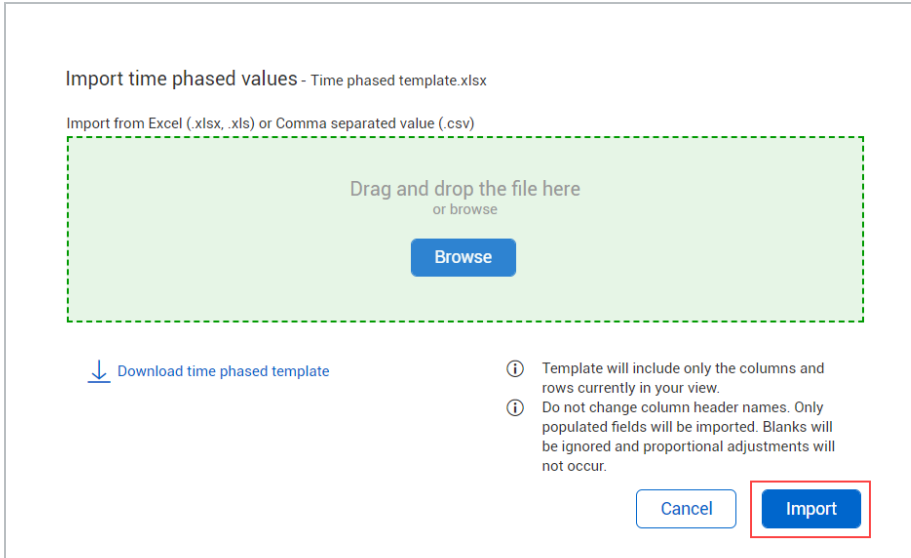 Import time phased values - Time phased template.xlsx
Import from Excel (.xlsx, .xls) or Comma separated value (.csv)
Drag and drop the file here
or browse
Browse
Download time phased template
Template will include only the columns and
rows currently in your view.
Do not change column header names. Only
populated fields will be imported. Blanks will
be ignored and proportional adjustments will
not occur.
Cancel
Import